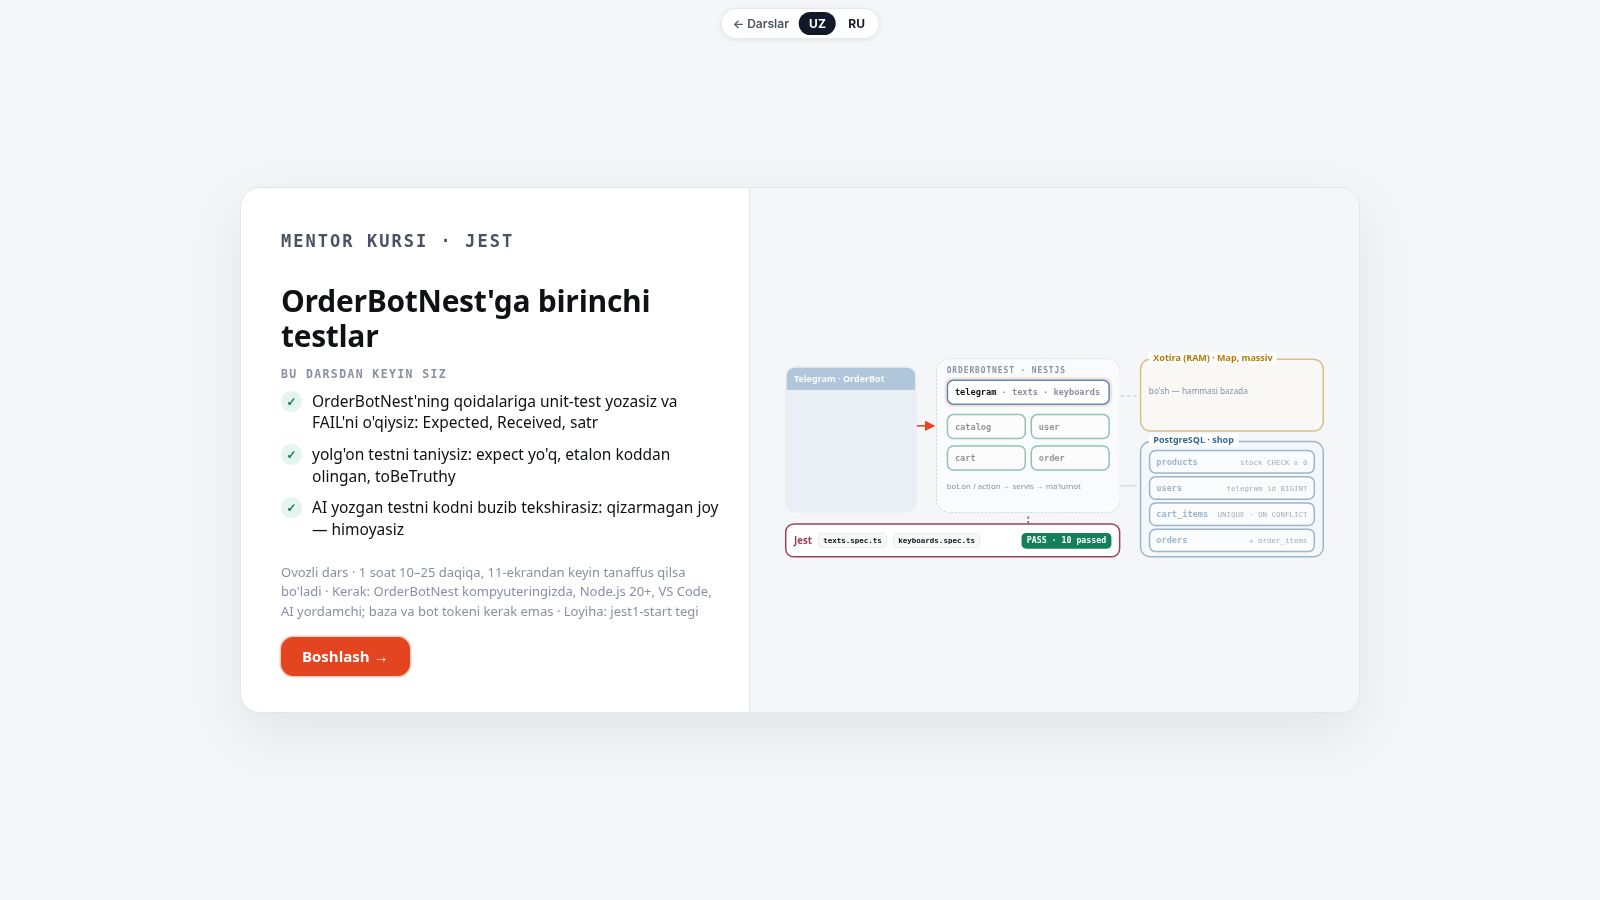 ← Darslar UZ RU
MENTOR KURSI · JEST
OrderBotNest'ga birinchi
testlar
BU DARSDAN KEYIN SIZ
✓ OrderBotNest'ning qoidalariga unit-test yozasiz va
FAIL'ni o'qiysiz: Expected, Received, satr
✓ yolg'on testni taniysiz: expect yo'q, etalon koddan
olingan, toBeTruthy
✓ AI yozgan testni kodni buzib tekshirasiz: qizarmagan joy
— himoyasiz
Ovozli dars · 1 soat 10–25 daqiqa, 11-ekrandan keyin tanaffus qilsa
bo'ladi · Kerak: OrderBotNest kompyuteringizda, Node.js 20+, VS Code,
AI yordamchi; baza va bot tokeni kerak emas · Loyiha: jest1-start tegi
Boshlash →
Telegram · OrderBot
ORDERBOTNEST · NESTJS
telegram · texts · keyboards
catalog user
cart order
bot.on / action → servis → ma'lumot
Xotira (RAM) · Map, massiv
bo'sh — hammasi bazada
PostgreSQL · shop
products stock CHECK ≥ 0
users telegram id BIGINT
cart_items UNIQUE · ON CONFLICT
orders + order_items
Jest texts.spec.ts keyboards.spec.ts PASS · 10 passed